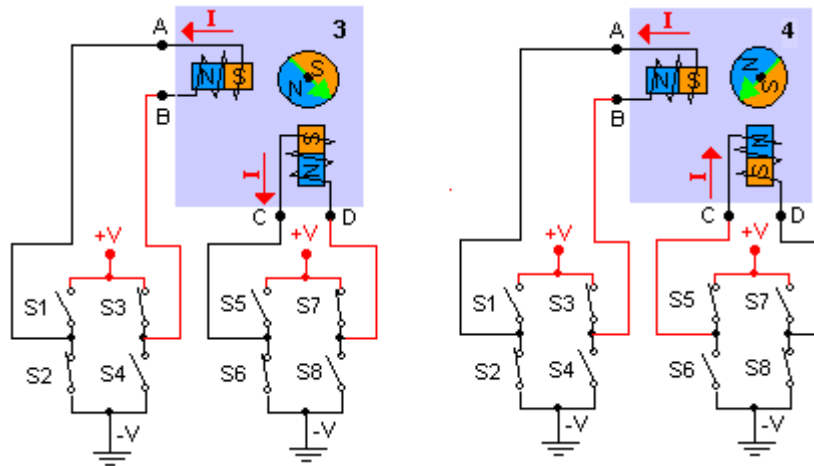 A I 3
N S
S
N
B
S
N
I
C D
+V +V
S1 S3 S5 S7
S2 S4 S6 S8
-V -V
A I 4
N S
N
S
B
N
S
I
C D
+V +V
S1 S3 S5 S7
S2 S4 S6 S8
-V -V